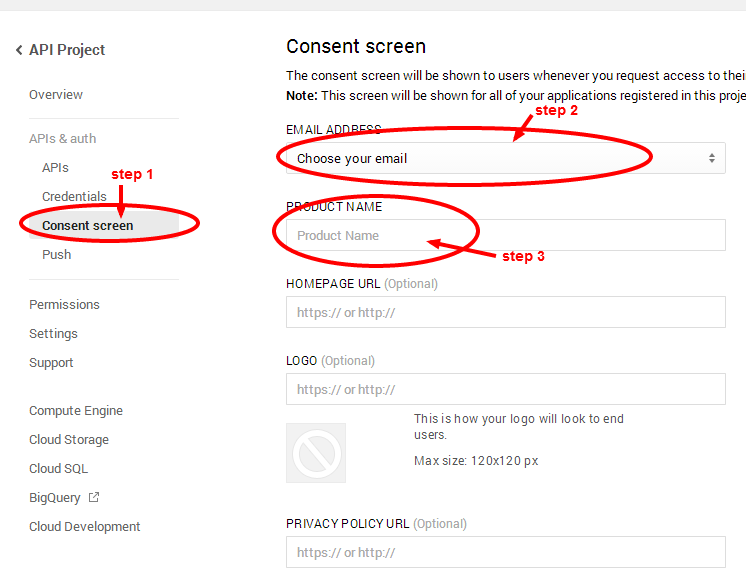 API Project
Overview
APIs & auth
APIs
step 1
Credentials
Consent screen
Push
Permissions
Settings
Support
Compute Engine
Cloud Storage
Cloud SQL
BigQuery
Cloud Development
Consent screen
The consent screen will be shown to users whenever you request access to their
Note: This screen will be shown for all of your applications registered in this proje
step 2
EMAIL ADDRESS
Choose your email
PRODUCT NAME
Product Name
step 3
HOMEPAGE URL (Optional)
https:// or http://
LOGO (Optional)
https:// or http://
This is how your logo will look to end
users.
Max size: 120x120 px
PRIVACY POLICY URL (Optional)
https:// or http://